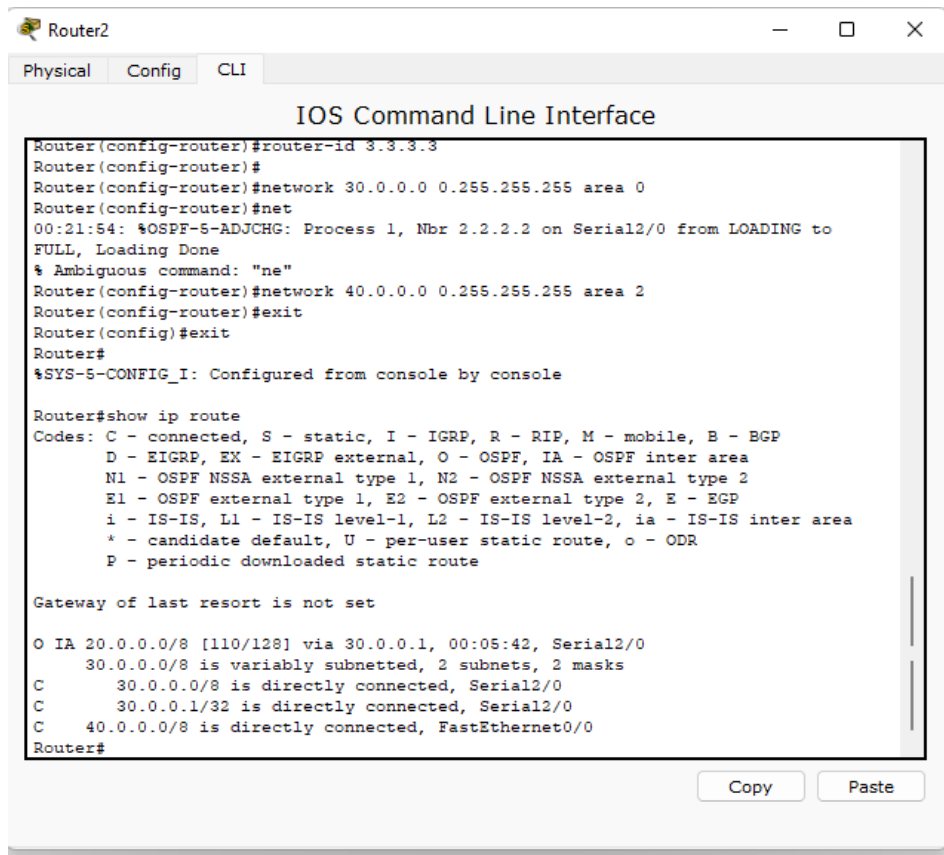 Router2
Physical Config CLI
IOS Command Line Interface
Router(config-router)#router-id 3.3.3.3
Router(config-router)#
Router(config-router)#network 30.0.0.0 0.255.255.255 area 0
Router(config-router)#net
00:21:54: %OSPF-5-ADJCHG: Process 1, Nbr 2.2.2.2 on Serial2/0 from LOADING to
FULL, Loading Done
% Ambiguous command: "ne"
Router(config-router)#network 40.0.0.0 0.255.255.255 area 2
Router(config-router)#exit
Router(config)#exit
Router#
%SYS-5-CONFIG_I: Configured from console by console
Router#show ip route
Codes: C - connected, S - static, I - IGRP, R - RIP, M - mobile, B - BGP
D - EIGRP, EX - EIGRP external, O - OSPF, IA - OSPF inter area
N1 - OSPF NSSA external type 1, N2 - OSPF NSSA external type 2
E1 - OSPF external type 1, E2 - OSPF external type 2, E - EGP
i - IS-IS, L1 - IS-IS level-1, L2 - IS-IS level-2, ia - IS-IS inter area
* - candidate default, U - per-user static route, o - ODR
P - periodic downloaded static route
Gateway of last resort is not set
O IA 20.0.0.0/8 [110/128] via 30.0.0.1, 00:05:42, Serial2/0
30.0.0.0/8 is variably subnetted, 2 subnets, 2 masks
C 30.0.0.0/8 is directly connected, Serial2/0
C 30.0.0.1/32 is directly connected, Serial2/0
C 40.0.0.0/8 is directly connected, FastEthernet0/0
Router#
Copy Paste